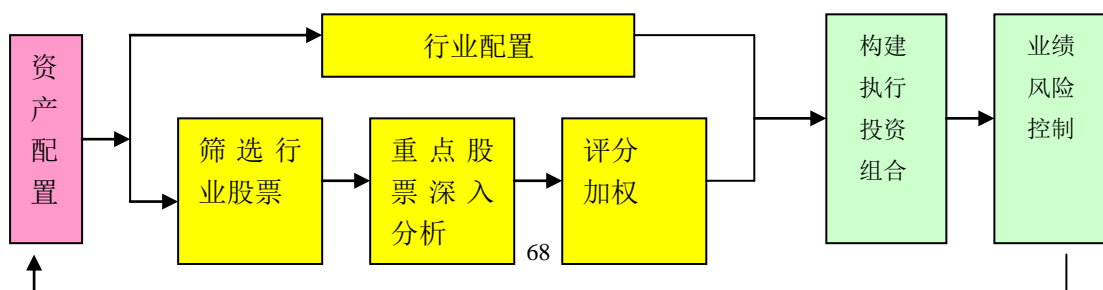 资
产
配
置
行业配置
筛选行
业股票
重点股
票深入
分析
评分
加权
构建
执行
投资
组合
业绩
风险
控制
68